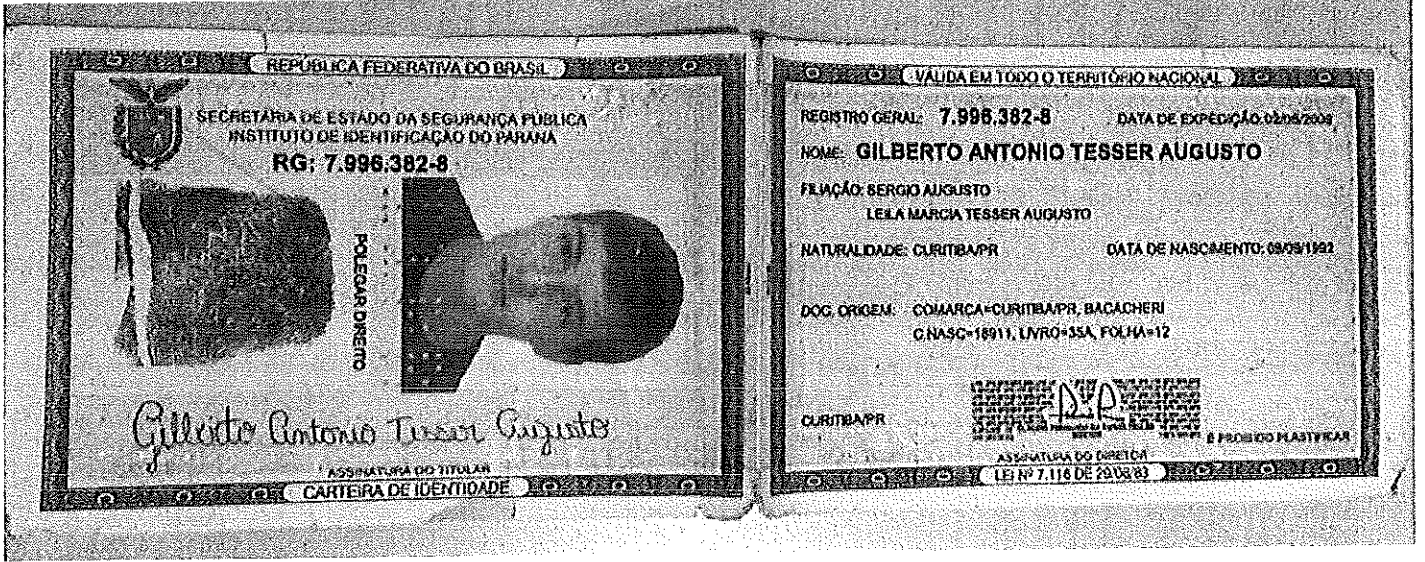 REPÚBLICA FEDERATIVA DO BRASIL
SECRETARIA DE ESTADO DA SEGURANÇA PÚBLICA
INSTITUTO DE IDENTIFICAÇÃO DO PARANÁ
RG: 7.996.382-8
POLEGAR DIREITO
Gilberto Antonio Tesser Augusto
ASSINATURA DO TITULAR
CARTEIRA DE IDENTIDADE
VÁLIDA EM TODO O TERRITÓRIO NACIONAL
REGISTRO GERAL: 7.996.382-8 DATA DE EXPEDIÇÃO:
NOME: GILBERTO ANTONIO TESSER AUGUSTO
FILIAÇÃO: SERGIO AUGUSTO
LEILA MARCIA TESSER AUGUSTO
NATURALIDADE: CURITIBA/PR DATA DE NASCIMENTO:
DOC. ORIGEM: COMARCA=CURITIBA/PR, BACACHERI
C.NASC=18911, LIVRO=35A, FOLHA=12
CURITIBA/PR
É PROIBIDO PLASTIFICAR
ASSINATURA DO DIRETOR
LEI Nº 7.116 DE 29/08/83